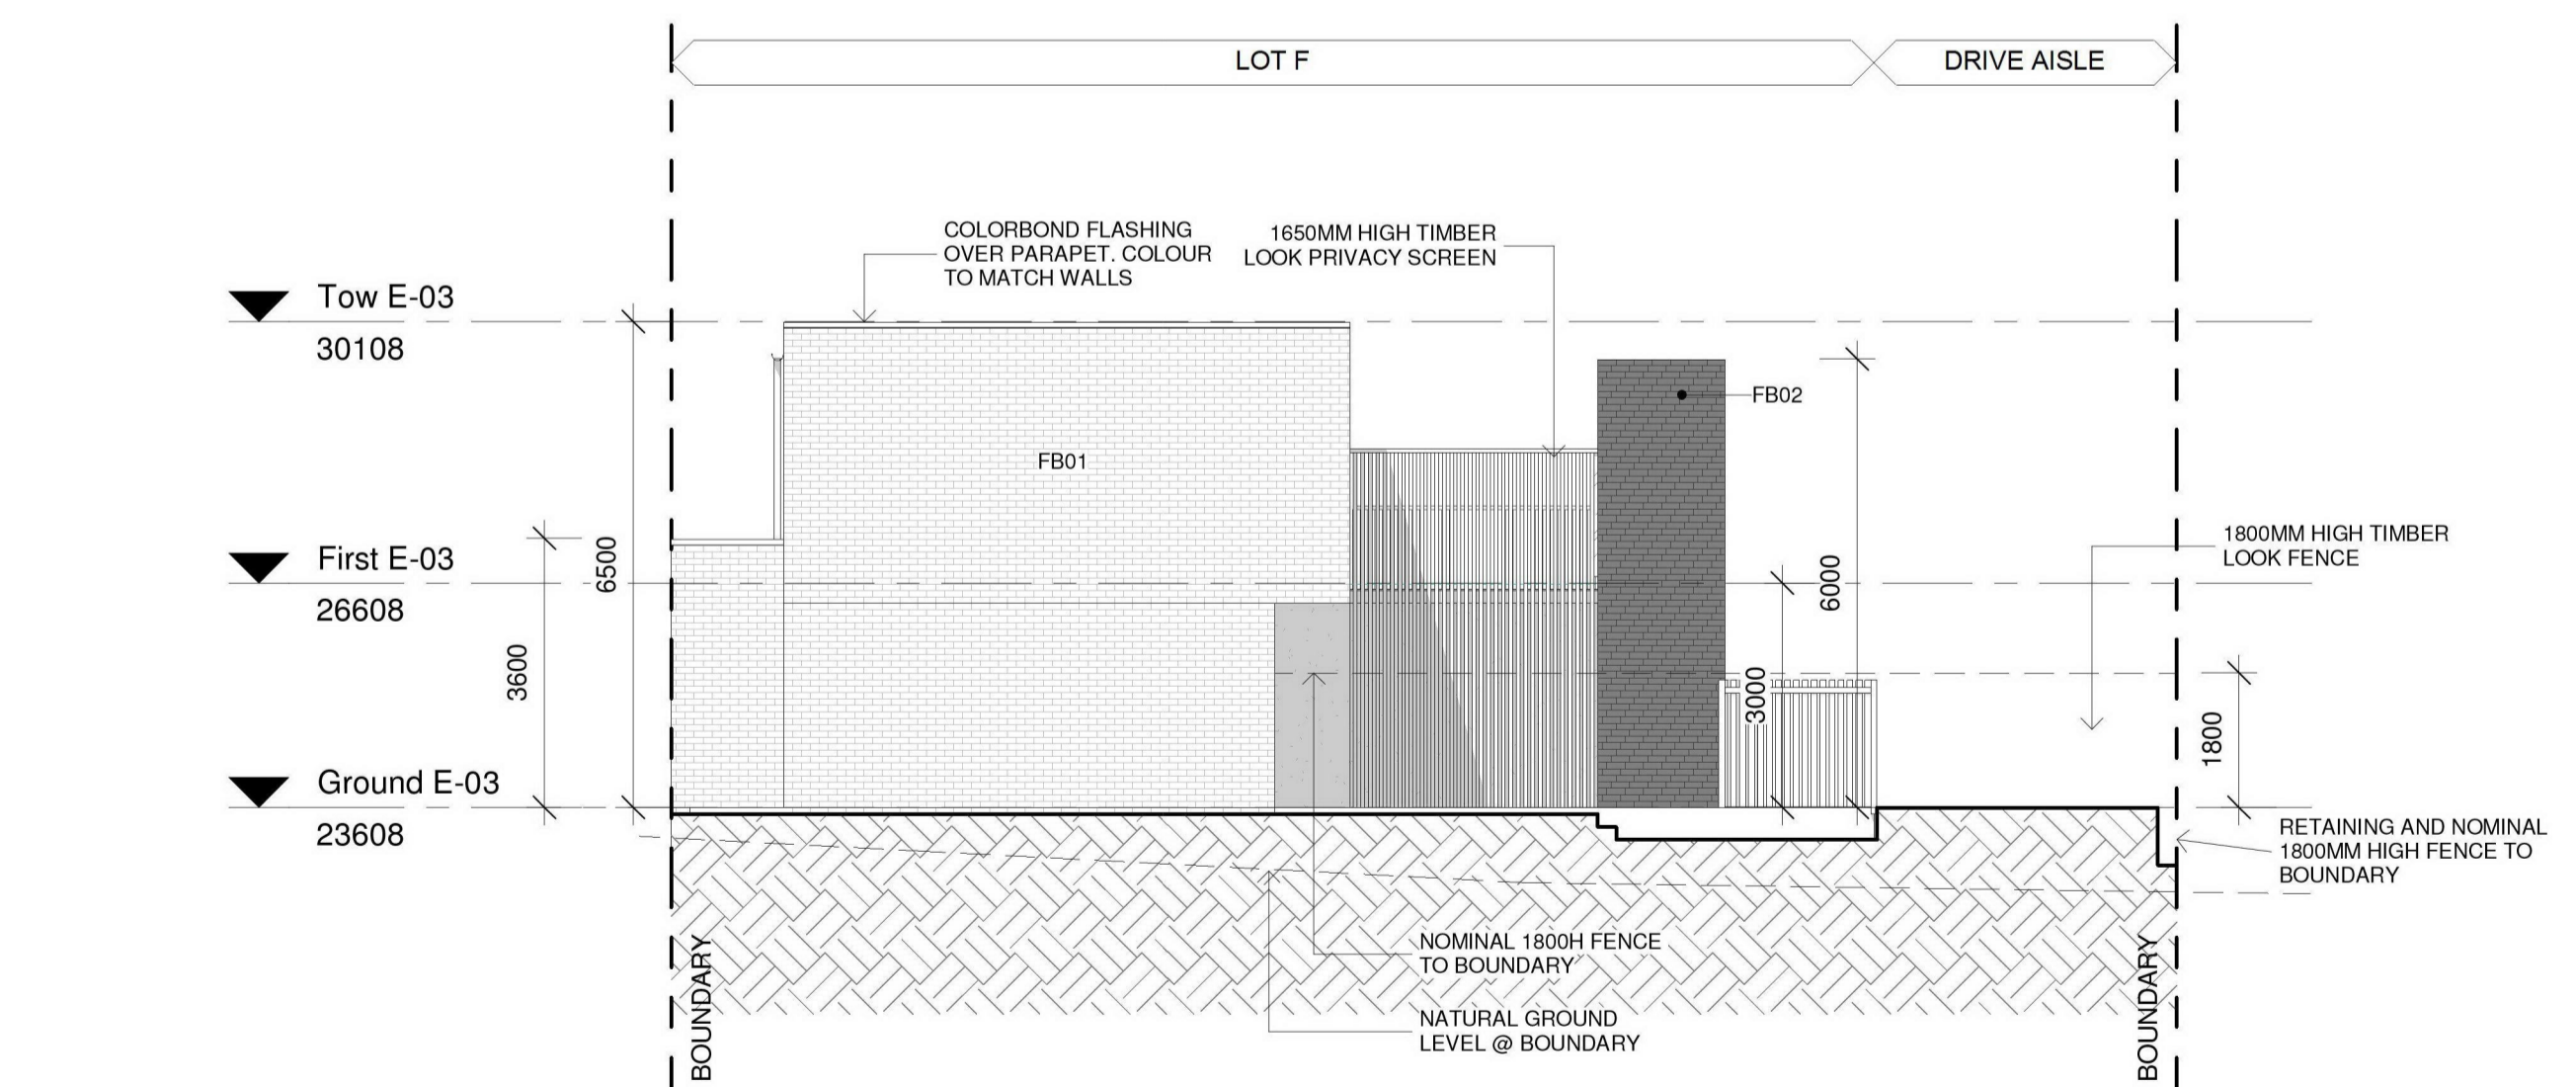 LOT F
DRIVE AISLE
COLORBOND FLASHING
OVER PARAPET. COLOUR
TO MATCH WALLS
1650MM HIGH TIMBER
LOOK PRIVACY SCREEN
Tow E-03
30108
FB02
FB01
First E-03
26608
6500
6000
1800MM HIGH TIMBER
LOOK FENCE
3600
3000
1800
Ground E-03
23608
RETAINING AND NOMINAL
1800MM HIGH FENCE TO
BOUNDARY
NOMINAL 1800H FENCE
TO BOUNDARY
NATURAL GROUND
LEVEL @ BOUNDARY
BOUNDARY
BOUNDARY